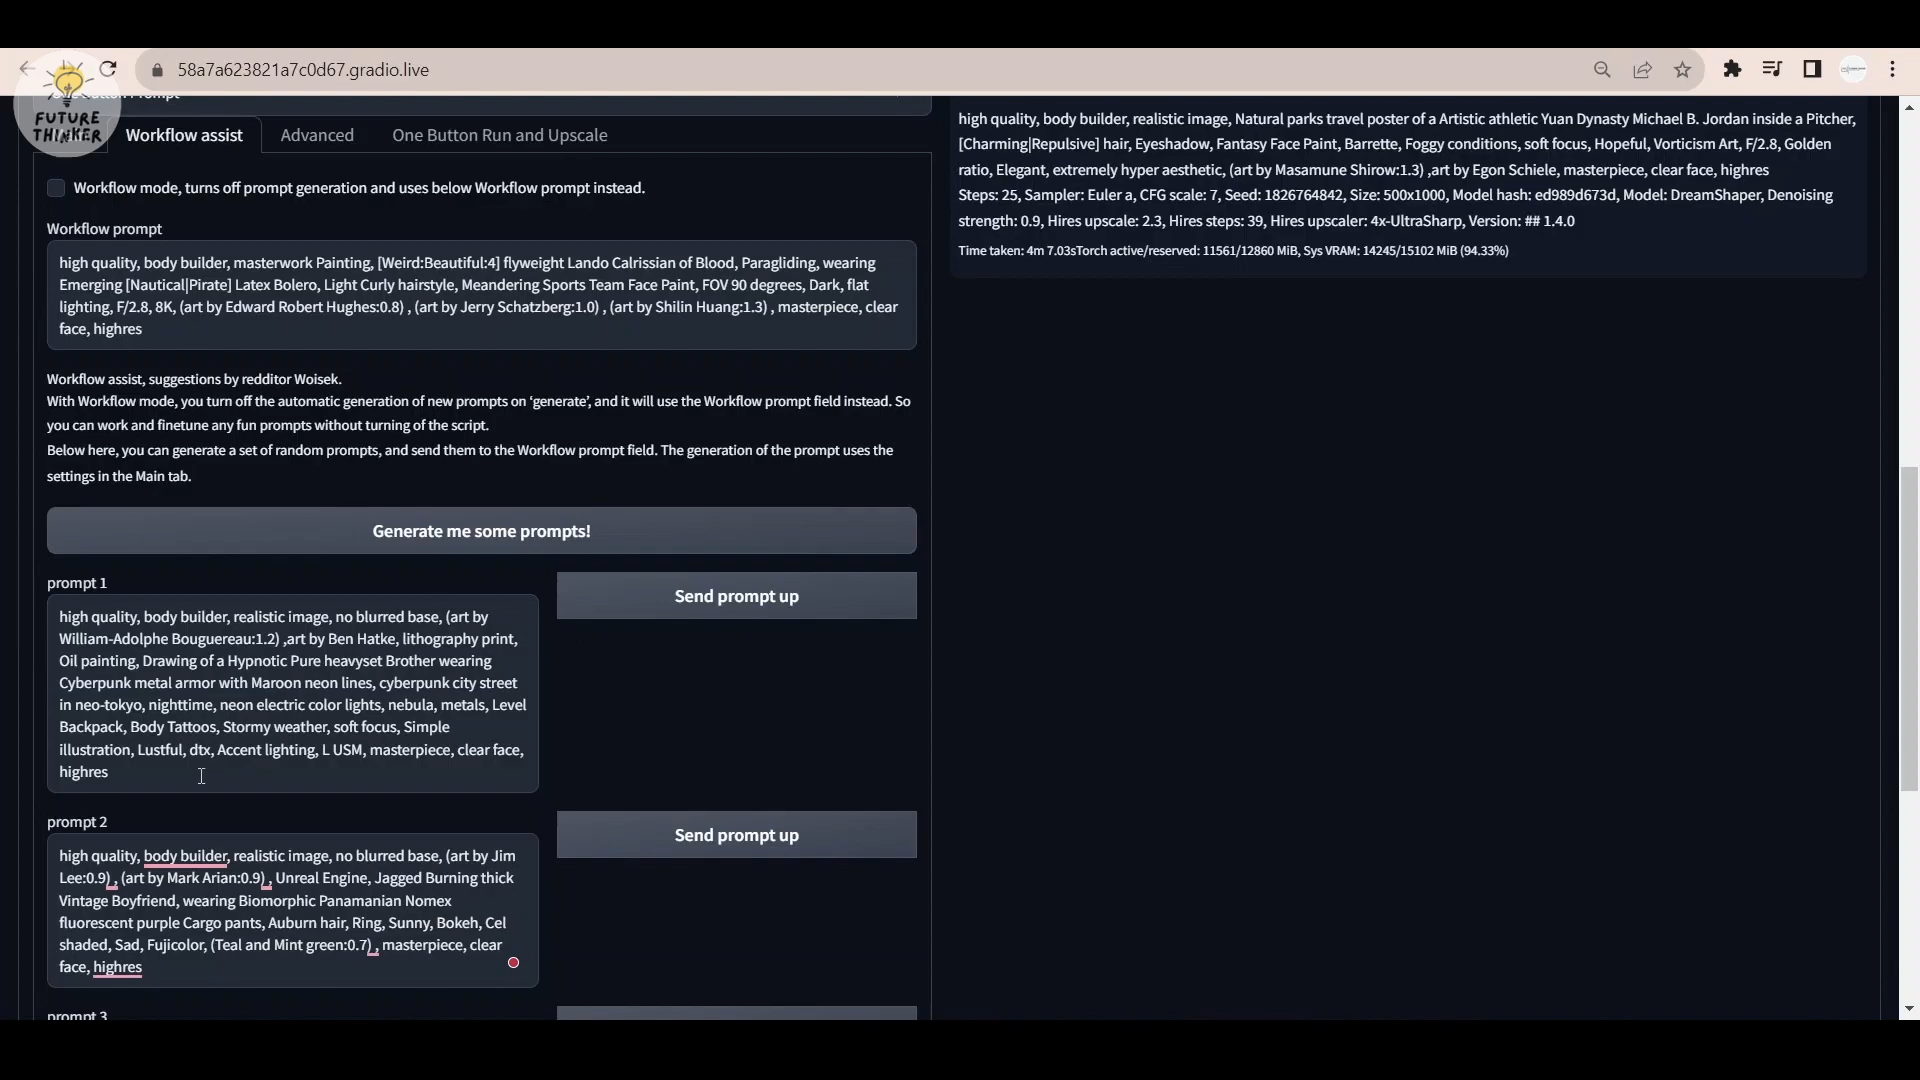 58a7a623821a7c0d67.gradio.live
FUTURE
THINKER
Workflow assist
Advanced
One Button Run and Upscale
Workflow mode, turns off prompt generation and uses below Workflow prompt instead.
Workflow prompt
high quality, body builder, masterwork Painting, [Weird:Beautiful:4] flyweight Lando Calrissian of Blood, Paragliding, wearing
Emerging [Nautical|Pirate] Latex Bolero, Light Curly hairstyle, Meandering Sports Team Face Paint, FOV 90 degrees, Dark, flat
lighting, F/2.8, 8K, (art by Edward Robert Hughes:0.8) , (art by Jerry Schatzberg:1.0) , (art by Shilin Huang:1.3) , masterpiece, clear
face, highres
Workflow assist, suggestions by redditor Woisek.
With Workflow mode, you turn off the automatic generation of new prompts on ‘generate’, and it will use the Workflow prompt field instead. So
you can work and finetune any fun prompts without turning of the script.
Below here, you can generate a set of random prompts, and send them to the Workflow prompt field. The generation of the prompt uses the
settings in the Main tab.
Generate me some prompts!
prompt 1
high quality, body builder, realistic image, no blurred base, (art by
William-Adolphe Bouguereau:1.2) ,art by Ben Hatke, lithography print,
Oil painting, Drawing of a Hypnotic Pure heavyset Brother wearing
Cyberpunk metal armor with Maroon neon lines, cyberpunk city street
in neo-tokyo, nighttime, neon electric color lights, nebula, metals, Level
Backpack, Body Tattoos, Stormy weather, soft focus, Simple
illustration, Lustful, dtx, Accent lighting, L USM, masterpiece, clear face,
highres
Send prompt up
prompt 2
high quality, body builder, realistic image, no blurred base, (art by Jim
Lee:0.9) , (art by Mark Arian:0.9) , Unreal Engine, Jagged Burning thick
Vintage Boyfriend, wearing Biomorphic Panamanian Nomex
fluorescent purple Cargo pants, Auburn hair, Ring, Sunny, Bokeh, Cel
shaded, Sad, Fujicolor, (Teal and Mint green:0.7) , masterpiece, clear
face, highres
Send prompt up
prompt 3
high quality, body builder, realistic image, Natural parks travel poster of a Artistic athletic Yuan Dynasty Michael B. Jordan inside a Pitcher,
[Charming|Repulsive] hair, Eyeshadow, Fantasy Face Paint, Barrette, Foggy conditions, soft focus, Hopeful, Vorticism Art, F/2.8, Golden
ratio, Elegant, extremely hyper aesthetic, (art by Masamune Shirow:1.3) ,art by Egon Schiele, masterpiece, clear face, highres
Steps: 25, Sampler: Euler a, CFG scale: 7, Seed: 1826764842, Size: 500x1000, Model hash: ed989d673d, Model: DreamShaper, Denoising
strength: 0.9, Hires upscale: 2.3, Hires steps: 39, Hires upscaler: 4x-UltraSharp, Version: ## 1.4.0
Time taken: 4m 7.03sTorch active/reserved: 11561/12860 MiB, Sys VRAM: 14245/15102 MiB (94.33%)